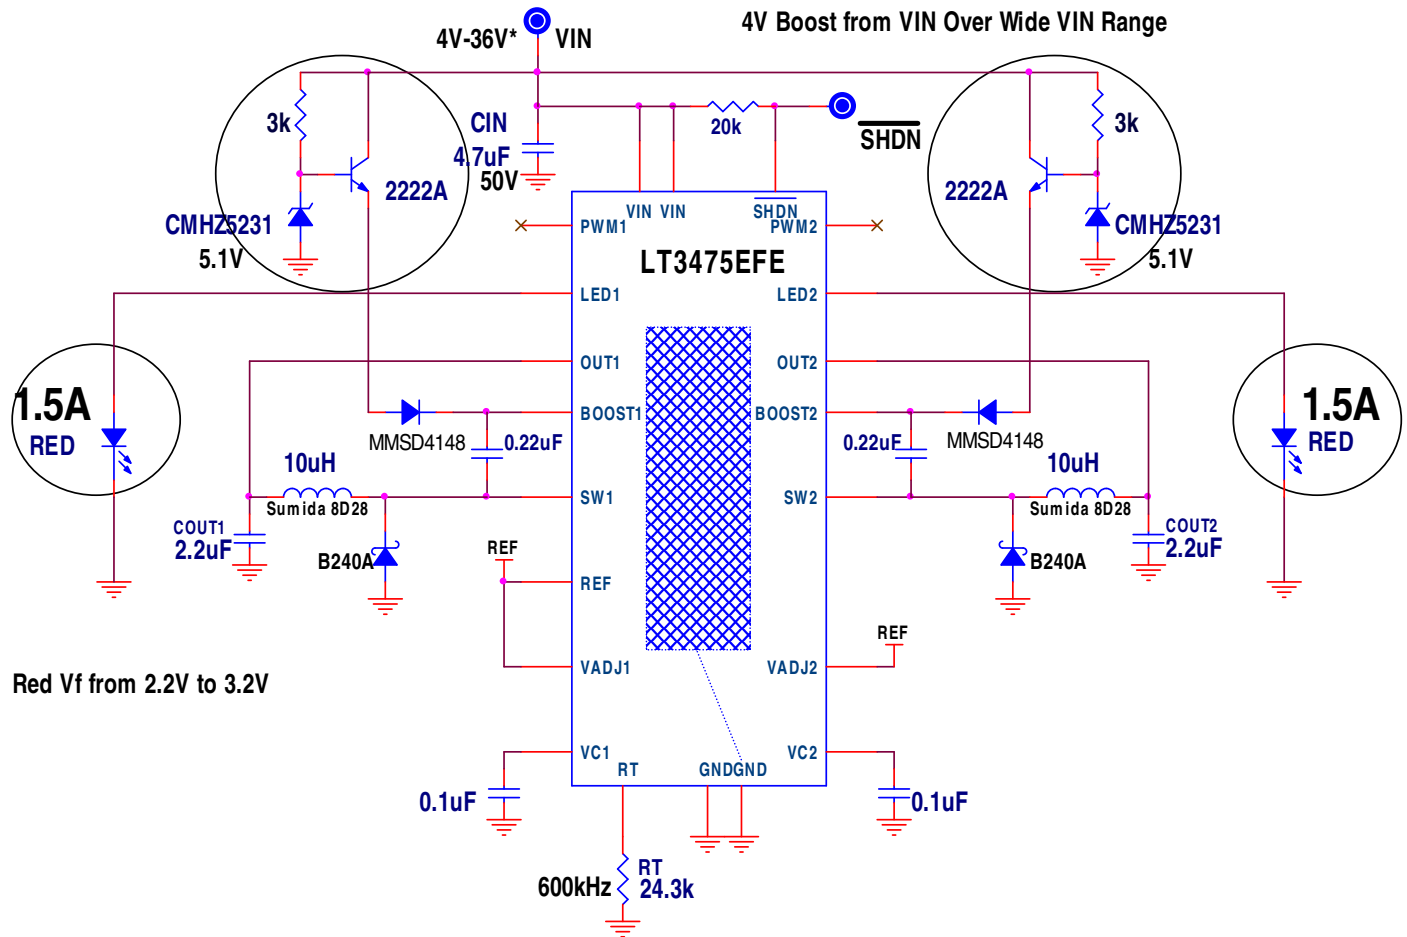 4V Boost from VIN Over Wide VIN Range
4V-36V*
VIN
3k
CIN
4.7uF
50V
20k
SHDN
3k
2222A
2222A
CMHZ5231
5.1V
CMHZ5231
5.1V
VIN VIN
SHDN
PWM1
PWM2
LT3475EFE
LED1
LED2
OUT1
OUT2
1.5A
RED
1.5A
RED
BOOST1
BOOST2
MMSD4148
0.22uF
0.22uF
MMSD4148
10uH
Sumida 8D28
10uH
Sumida 8D28
SW1
SW2
COUT1
2.2uF
COUT2
2.2uF
B240A
B240A
REF
REF
REF
VADJ1
VADJ2
Red Vf from 2.2V to 3.2V
VC1
VC2
RT
GND GND
0.1uF
0.1uF
600kHz
RT
24.3k